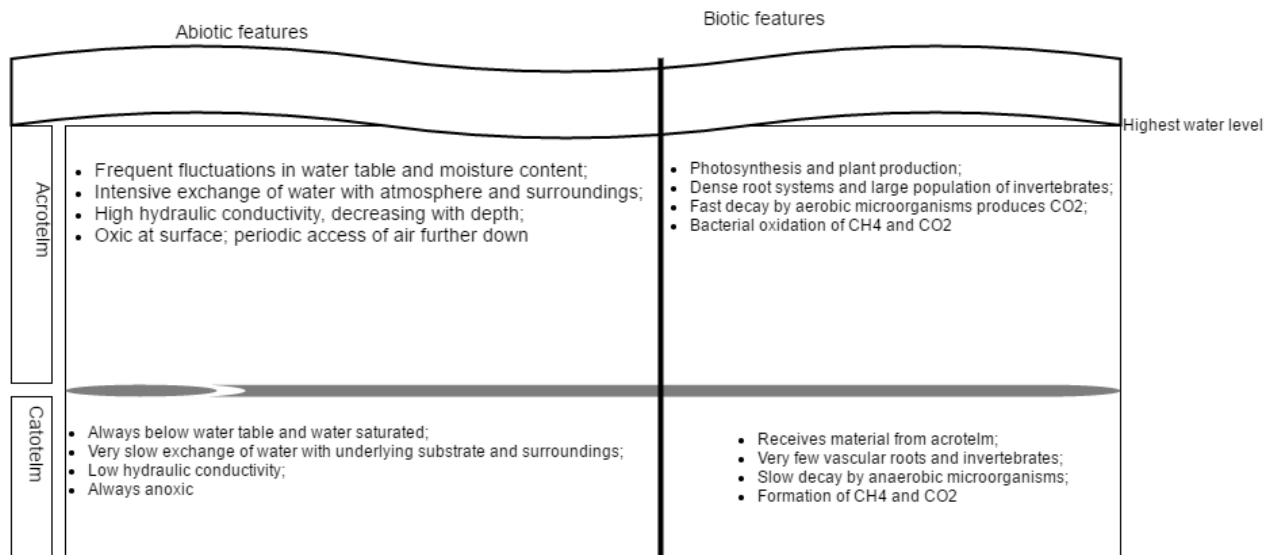 Abiotic features
Biotic features
Highest water level
Acrotelm
• Frequent fluctuations in water table and moisture content;
• Intensive exchange of water with atmosphere and surroundings;
• High hydraulic conductivity, decreasing with depth;
• Oxic at surface; periodic access of air further down
• Photosynthesis and plant production;
• Dense root systems and large population of invertebrates;
• Fast decay by aerobic microorganisms produces CO2;
• Bacterial oxidation of CH4 and CO2
Catotelm
• Always below water table and water saturated;
• Very slow exchange of water with underlying substrate and surroundings;
• Low hydraulic conductivity;
• Always anoxic
• Receives material from acrotelm;
• Very few vascular roots and invertebrates;
• Slow decay by anaerobic microorganisms;
• Formation of CH4 and CO2